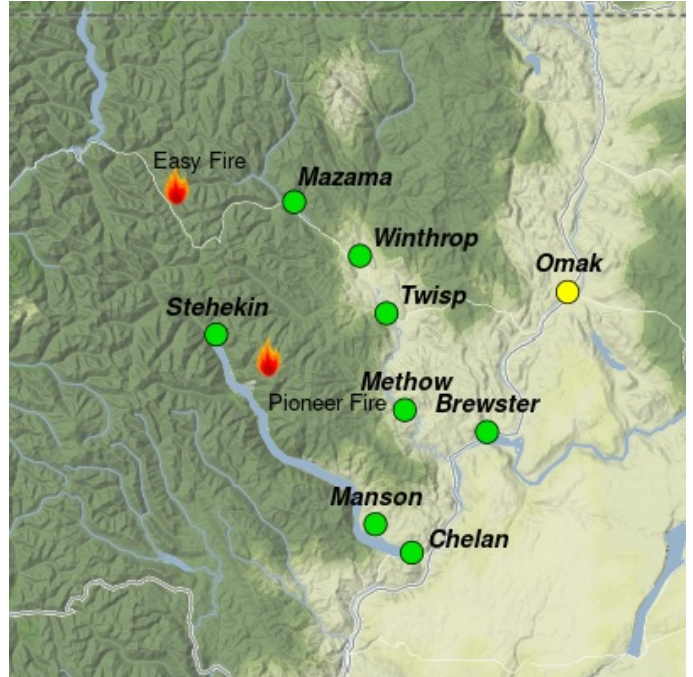 Easy Fire
Mazama
Winthrop
Omak
Stehekin
Twisp
Methow
Pioneer Fire
Brewster
Manson
Chelan